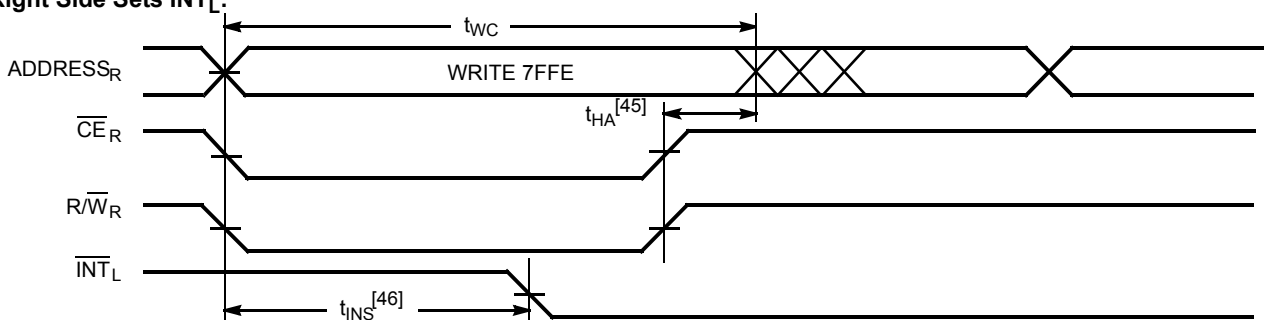 Right Side Sets INTL:
tWC
ADDRESSR
WRITE 7FFE
tHA[45]
CER
R/WR
INTL
tINS[46]